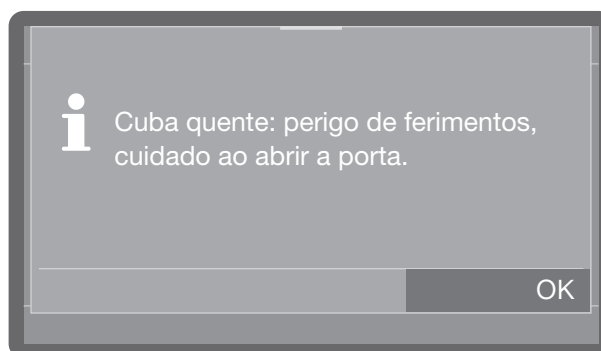 Cuba quente: perigo de ferimentos,
cuidado ao abrir a porta.
OK